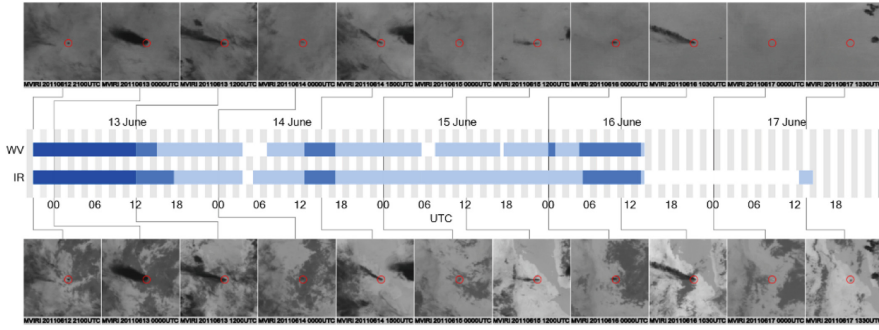 MVIRI 20110612 2100UTC MVIRI 20110613 0000UTC MVIRI 20110613 1200UTC MVIRI 20110614 0000UTC MVIRI 20110614 1500UTC MVIRI 20110615 0000UTC MVIRI 20110615 1200UTC MVIRI 20110616 0000UTC MVIRI 20110616 1030UTC MVIRI 20110617 0000UTC MVIRI 20110617 1330UTC
13 June 14 June 15 June 16 June 17 June
WV
IR
00 06 12 18 00 06 12 18 00 06 12 18 00 06 12 18 00 06 12 18
UTC
MVIRI 20110612 2100UTC MVIRI 20110613 0000UTC MVIRI 20110613 1200UTC MVIRI 20110614 0000UTC MVIRI 20110614 1500UTC MVIRI 20110615 0000UTC MVIRI 20110615 1200UTC MVIRI 20110616 0000UTC MVIRI 20110616 1030UTC MVIRI 20110617 0000UTC MVIRI 20110617 1330UTC